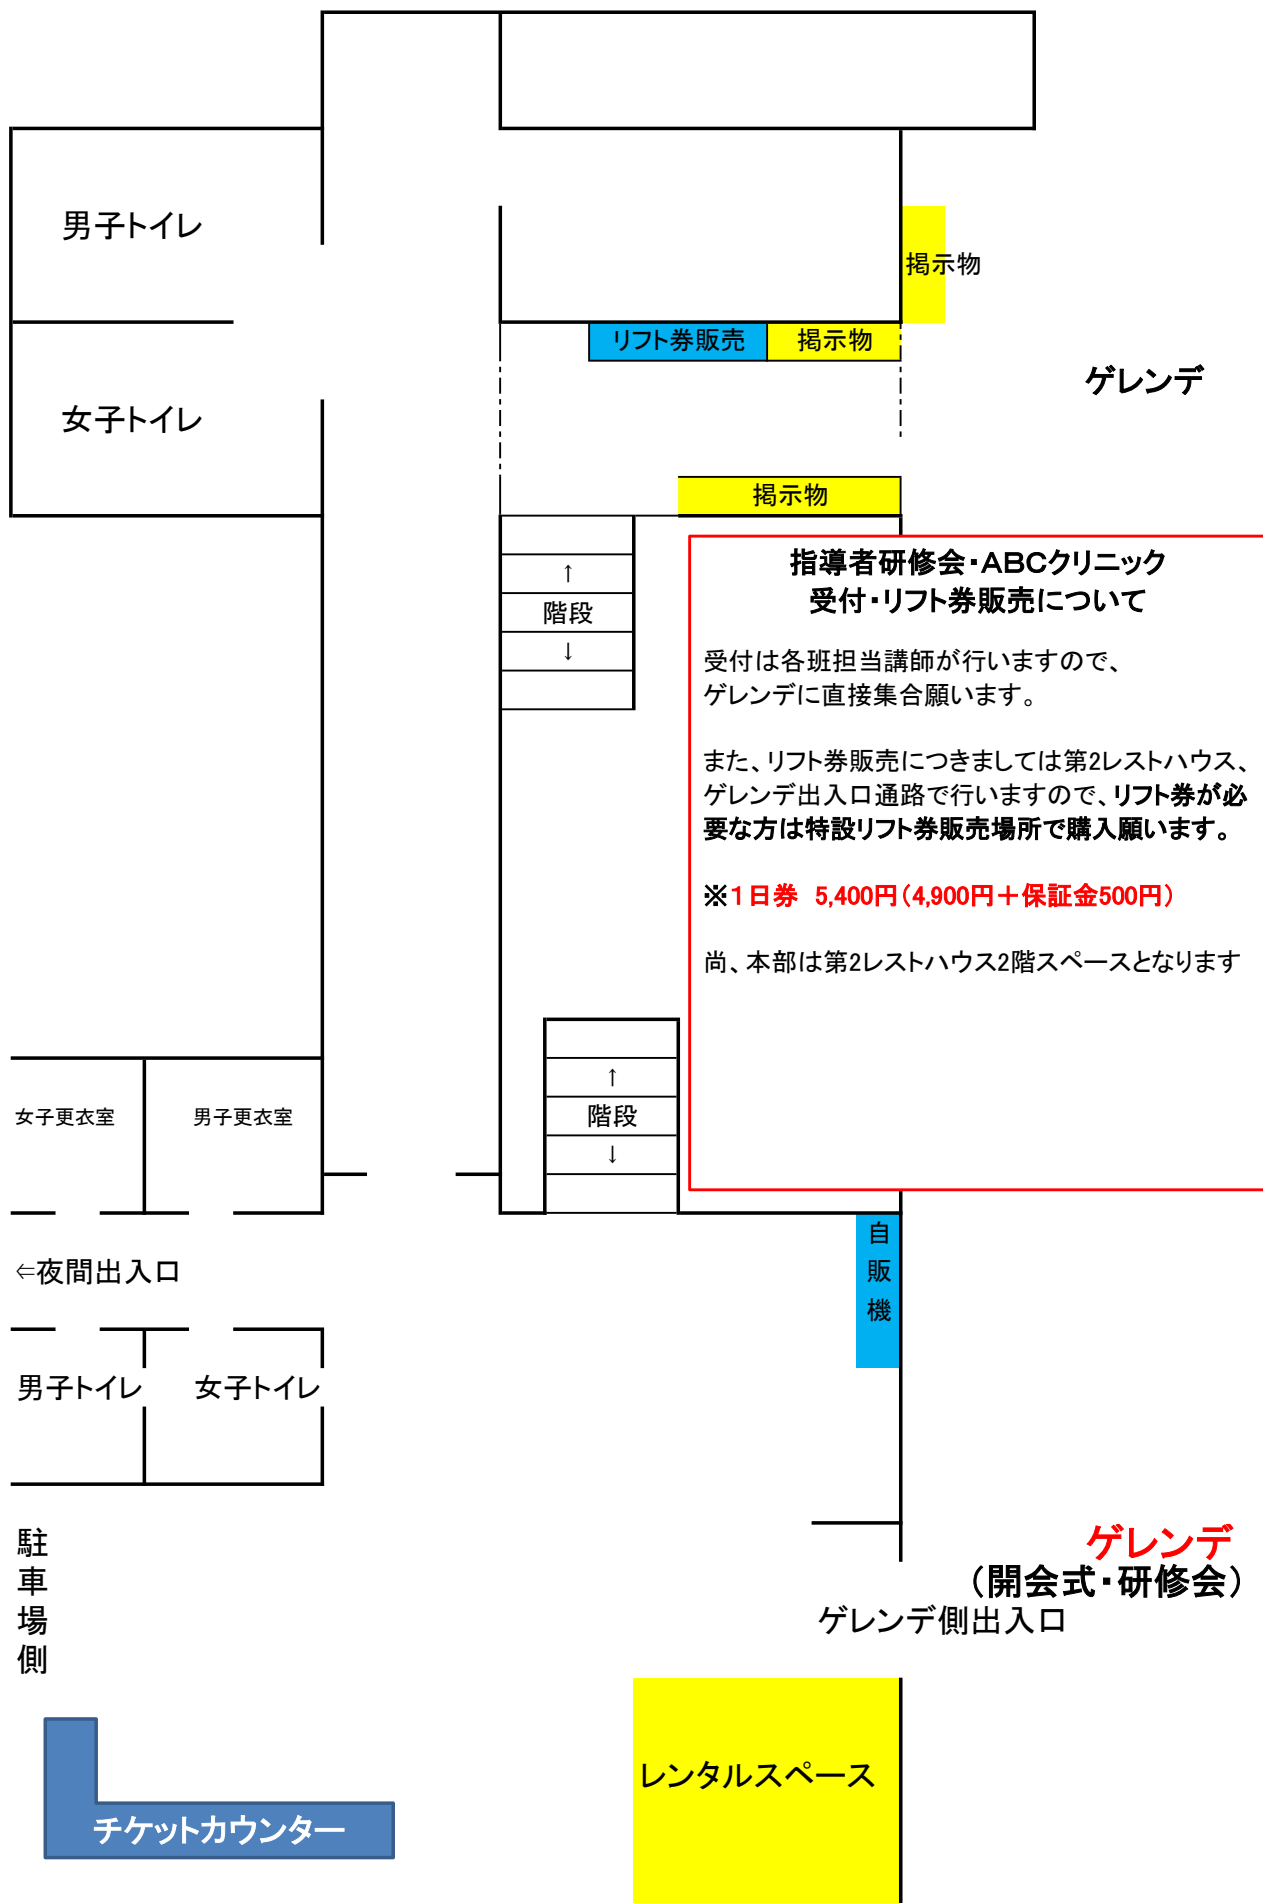 男子トイレ
掲示物
リフト券販売
掲示物
ゲレンデ
女子トイレ
掲示物
↑
階段
↓
指導者研修会・ABCクリニック
受付・リフト券販売について
受付は各班担当講師が行いますので、
ゲレンデに直接集合願います。
また、リフト券販売につきましては第2レストハウス、
ゲレンデ出入口通路で行いますので、リフト券が必
要な方は特設リフト券販売場所で購入願います。
※1日券 5,400円(4,900円＋保証金500円)
尚、本部は第2レストハウス2階スペースとなります
↑
階段
↓
女子更衣室
男子更衣室
自販機
⇐夜間出入口
男子トイレ
女子トイレ
駐車場側
ゲレンデ
(開会式・研修会)
ゲレンデ側出入口
レンタルスペース
チケットカウンター